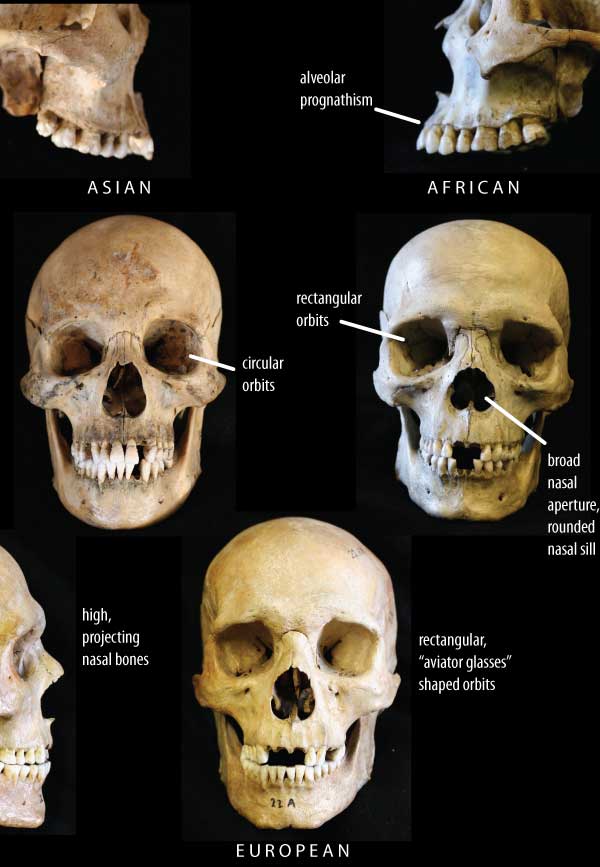 alveolar
prognathism
ASIAN
AFRICAN
rectangular
orbits
circular
orbits
broad
nasal
aperture,
rounded
nasal sill
high,
projecting
nasal bones
rectangular,
“aviator glasses”
shaped orbits
22 A
EUROPEAN